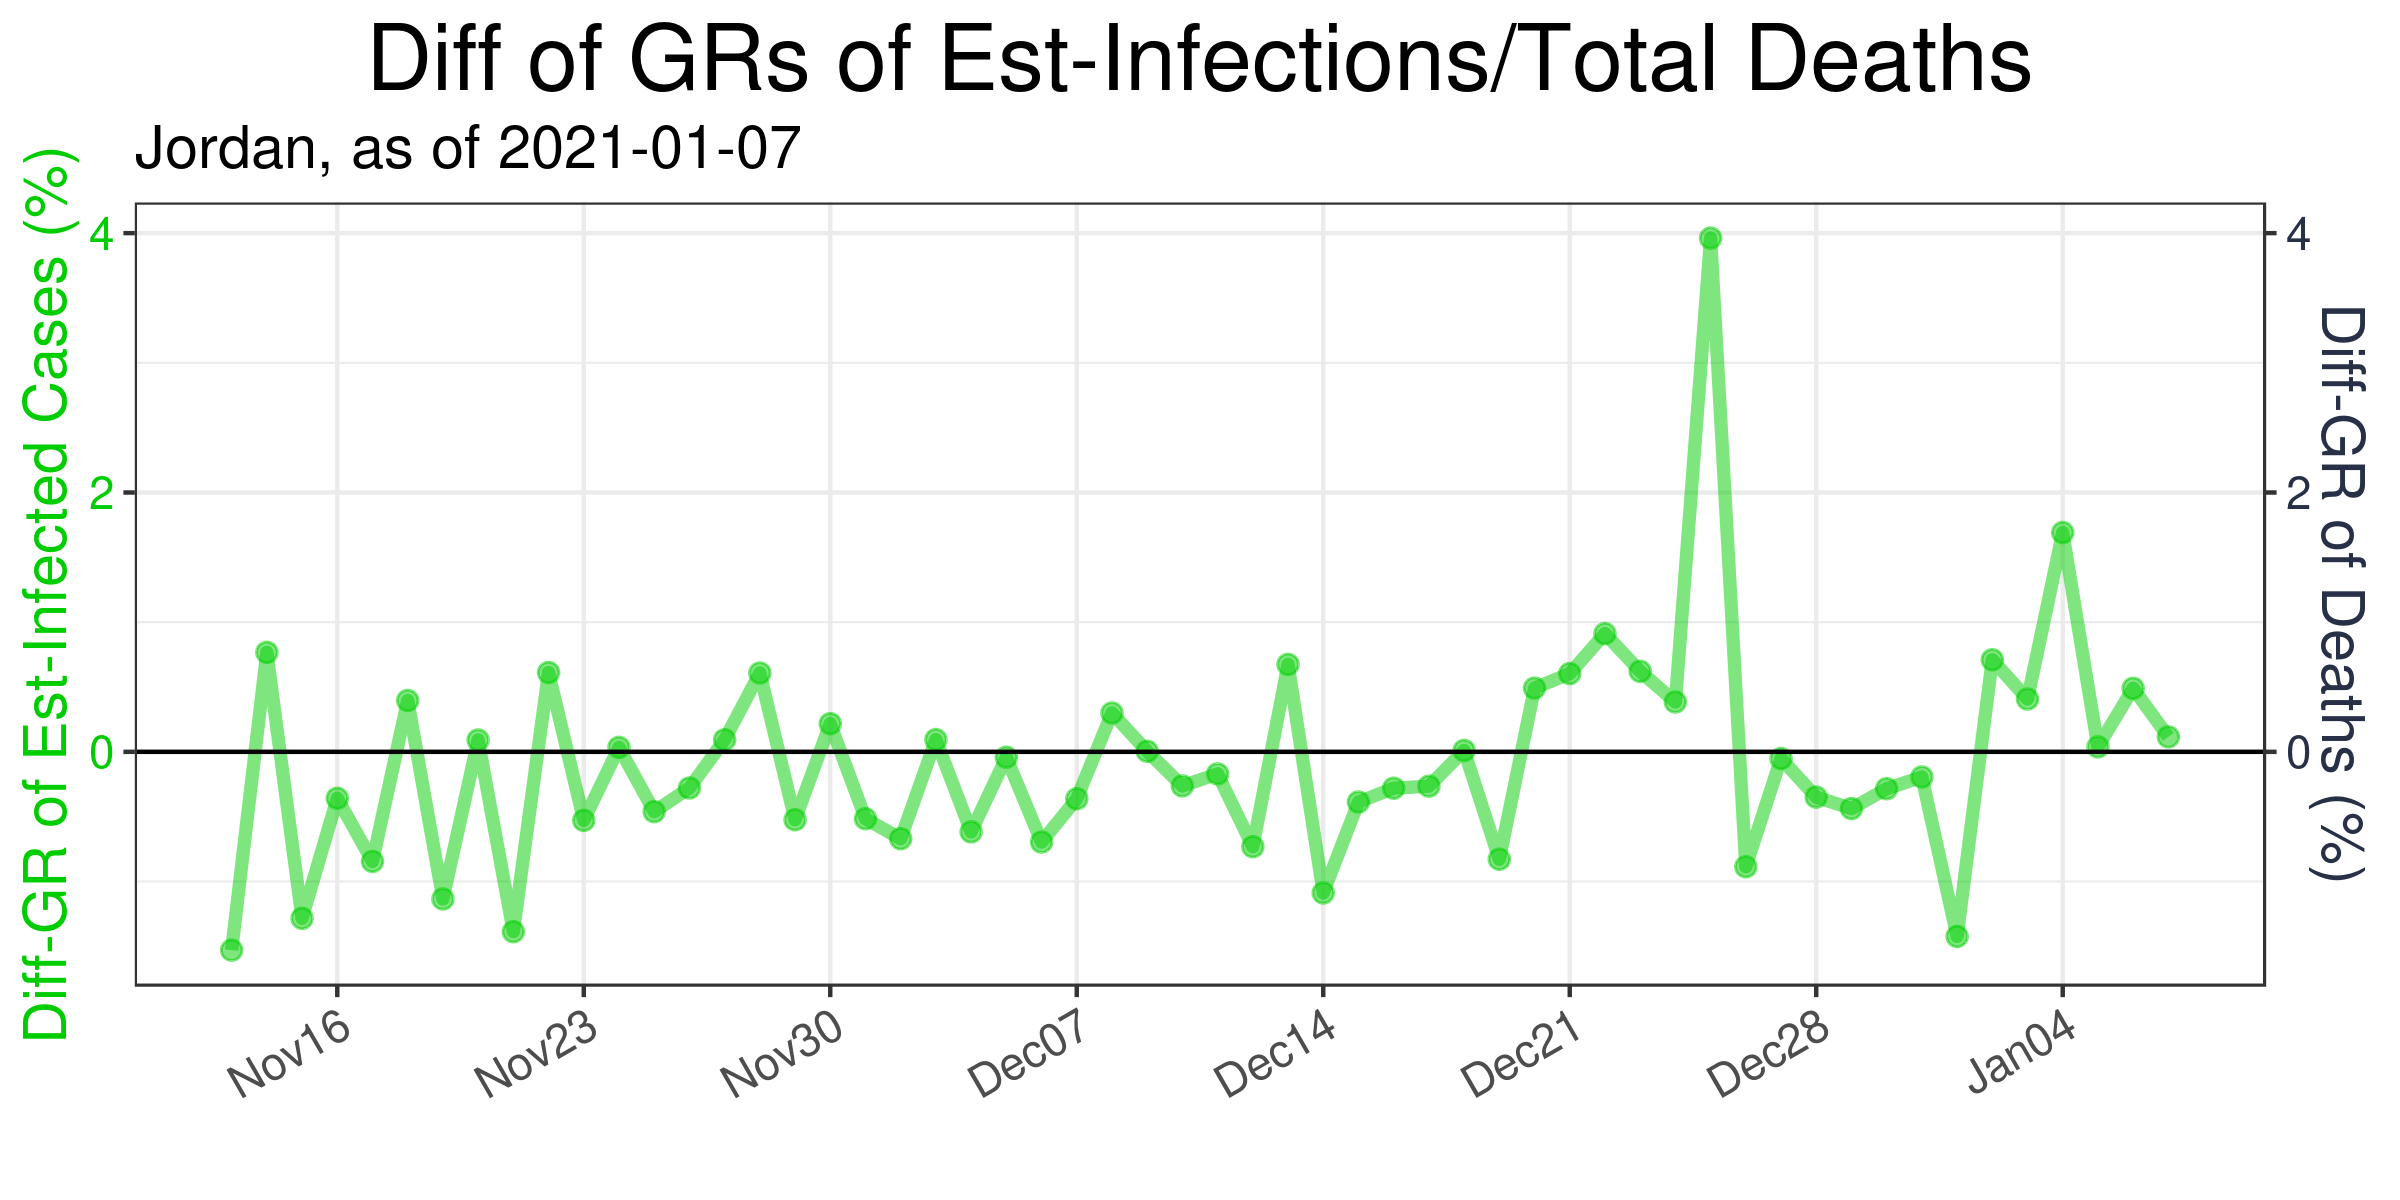 Diff of GRs of Est-Infections/Total Deaths
Jordan, as of 2021-01-07
Diff-GR of Est-Infected Cases (%)
4
2
0
4
2
0
Diff-GR of Deaths (%)
Nov16
Nov23
Nov30
Dec07
Dec14
Dec21
Dec28
Jan04